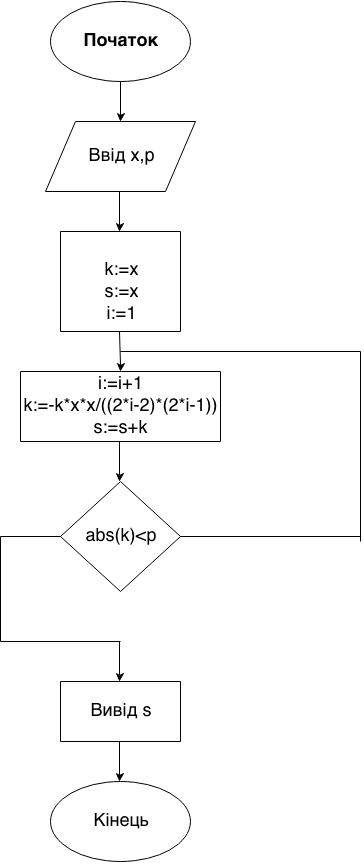 Початок
Ввід x,p
k:=x
s:=x
i:=1
i:=i+1
k:=-k*x*x/((2*i-2)*(2*i-1))
s:=s+k
abs(k)<p
Вивід s
Кінець